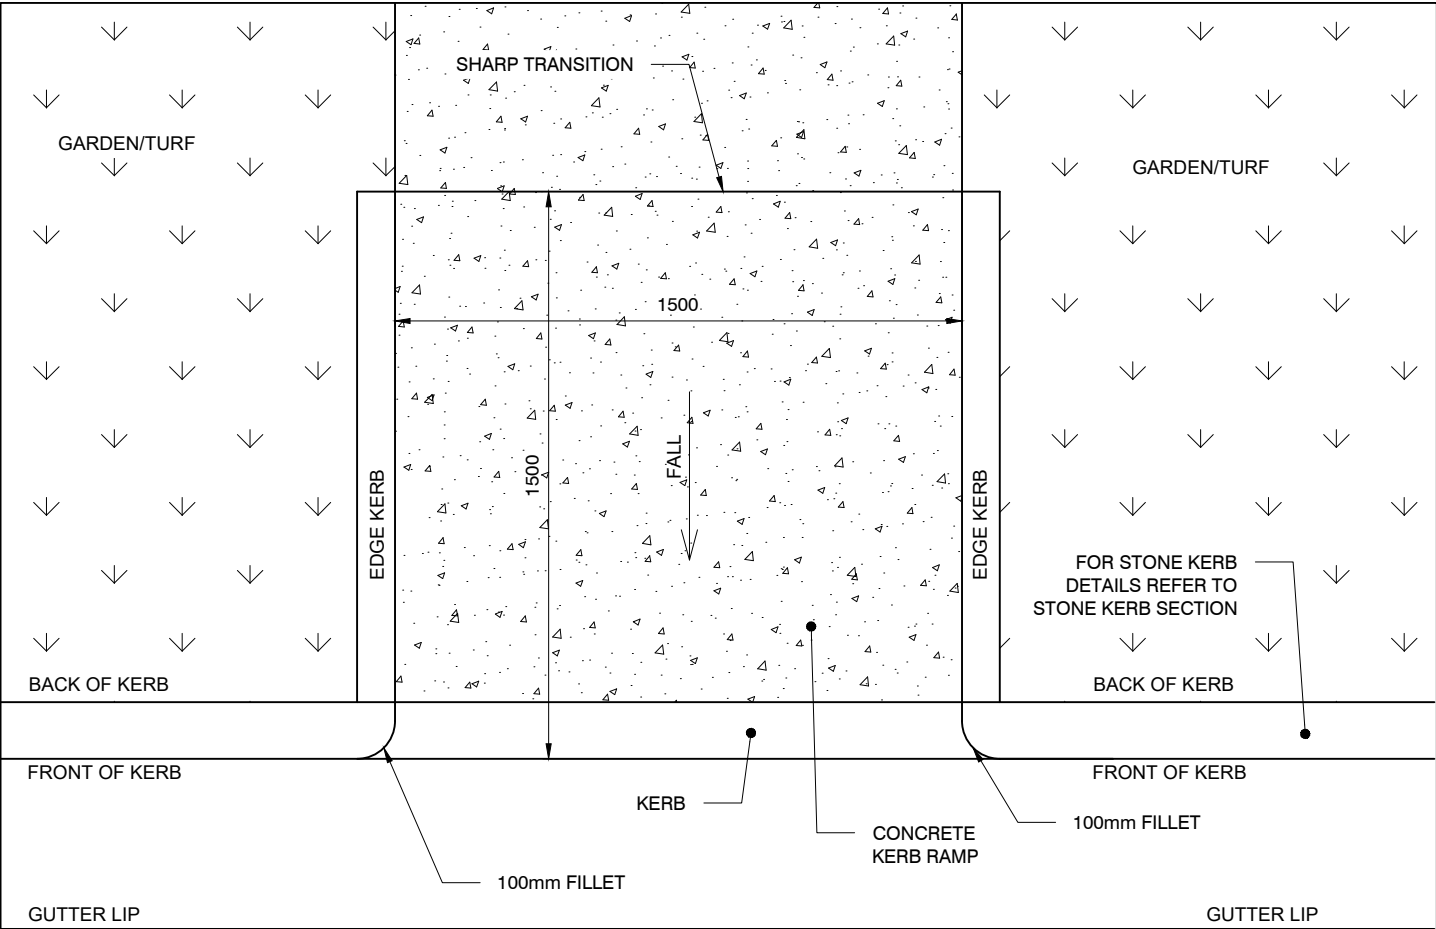 SHARP TRANSITION
GARDEN/TURF
GARDEN/TURF
1500
1500
FALL
EDGE KERB
EDGE KERB
FOR STONE KERB
DETAILS REFER TO
STONE KERB SECTION
BACK OF KERB
BACK OF KERB
FRONT OF KERB
FRONT OF KERB
KERB
CONCRETE
KERB RAMP
100mm FILLET
100mm FILLET
GUTTER LIP
GUTTER LIP